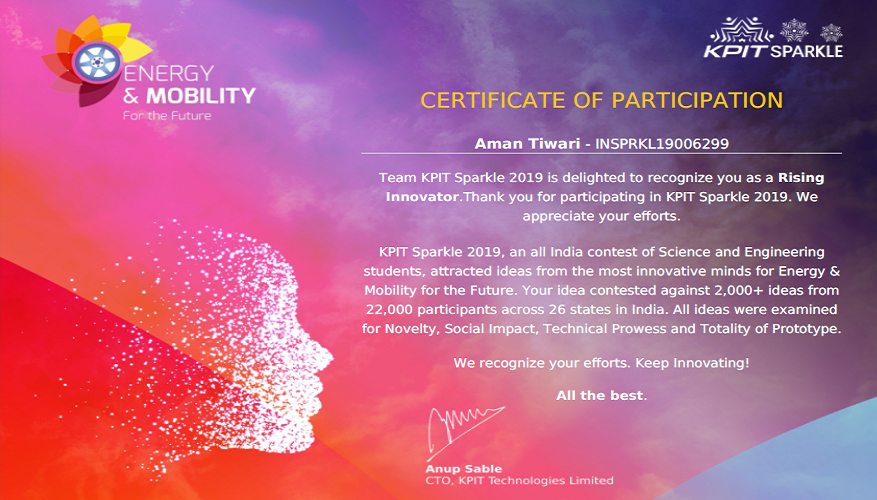 ENERGY
& MOBILITY
For the Future
KPIT SPARKLE
CERTIFICATE OF PARTICIPATION
Aman Tiwari - INSPRKL19006299
Team KPIT Sparkle 2019 is delighted to recognize you as a Rising
Innovator.Thank you for participating in KPIT Sparkle 2019. We
appreciate your efforts.
KPIT Sparkle 2019, an all India contest of Science and Engineering
students, attracted ideas from the most innovative minds for Energy &
Mobility for the Future. Your idea contested against 2,000+ ideas from
22,000 participants across 26 states in India. All ideas were examined
for Novelty, Social Impact, Technical Prowess and Totality of Prototype.
We recognize your efforts. Keep Innovating!
All the best.
Anup Sable
CTO, KPIT Technologies Limited